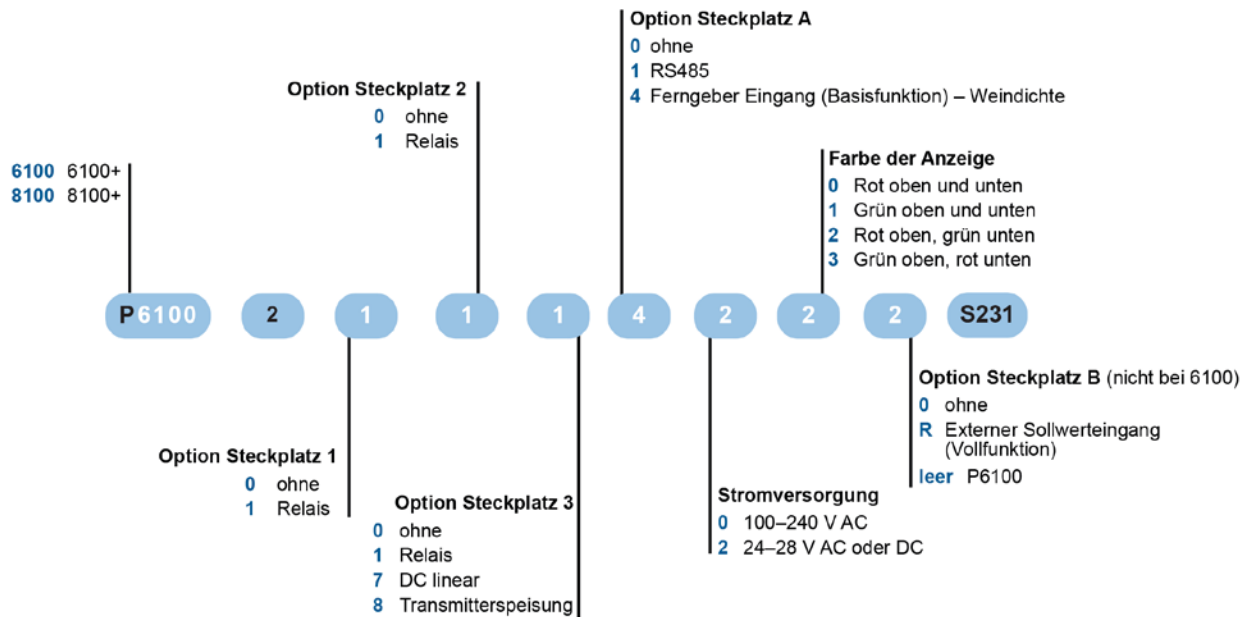 Option Steckplatz A
0 ohne
1 RS485
4 Ferngeber Eingang (Basisfunktion) – Weindichte
Option Steckplatz 2
0 ohne
1 Relais
6100 6100+
8100 8100+
Farbe der Anzeige
0 Rot oben und unten
1 Grün oben und unten
2 Rot oben, grün unten
3 Grün oben, rot unten
P6100 2 1 1 1 4 2 2 2 S231
Option Steckplatz 1
0 ohne
1 Relais
Option Steckplatz 3
0 ohne
1 Relais
7 DC linear
8 Transmitterspeisung
Stromversorgung
0 100–240 V AC
2 24–28 V AC oder DC
Option Steckplatz B (nicht bei 6100)
0 ohne
R Externer Sollwerteingang
(Vollfunktion)
leer P6100